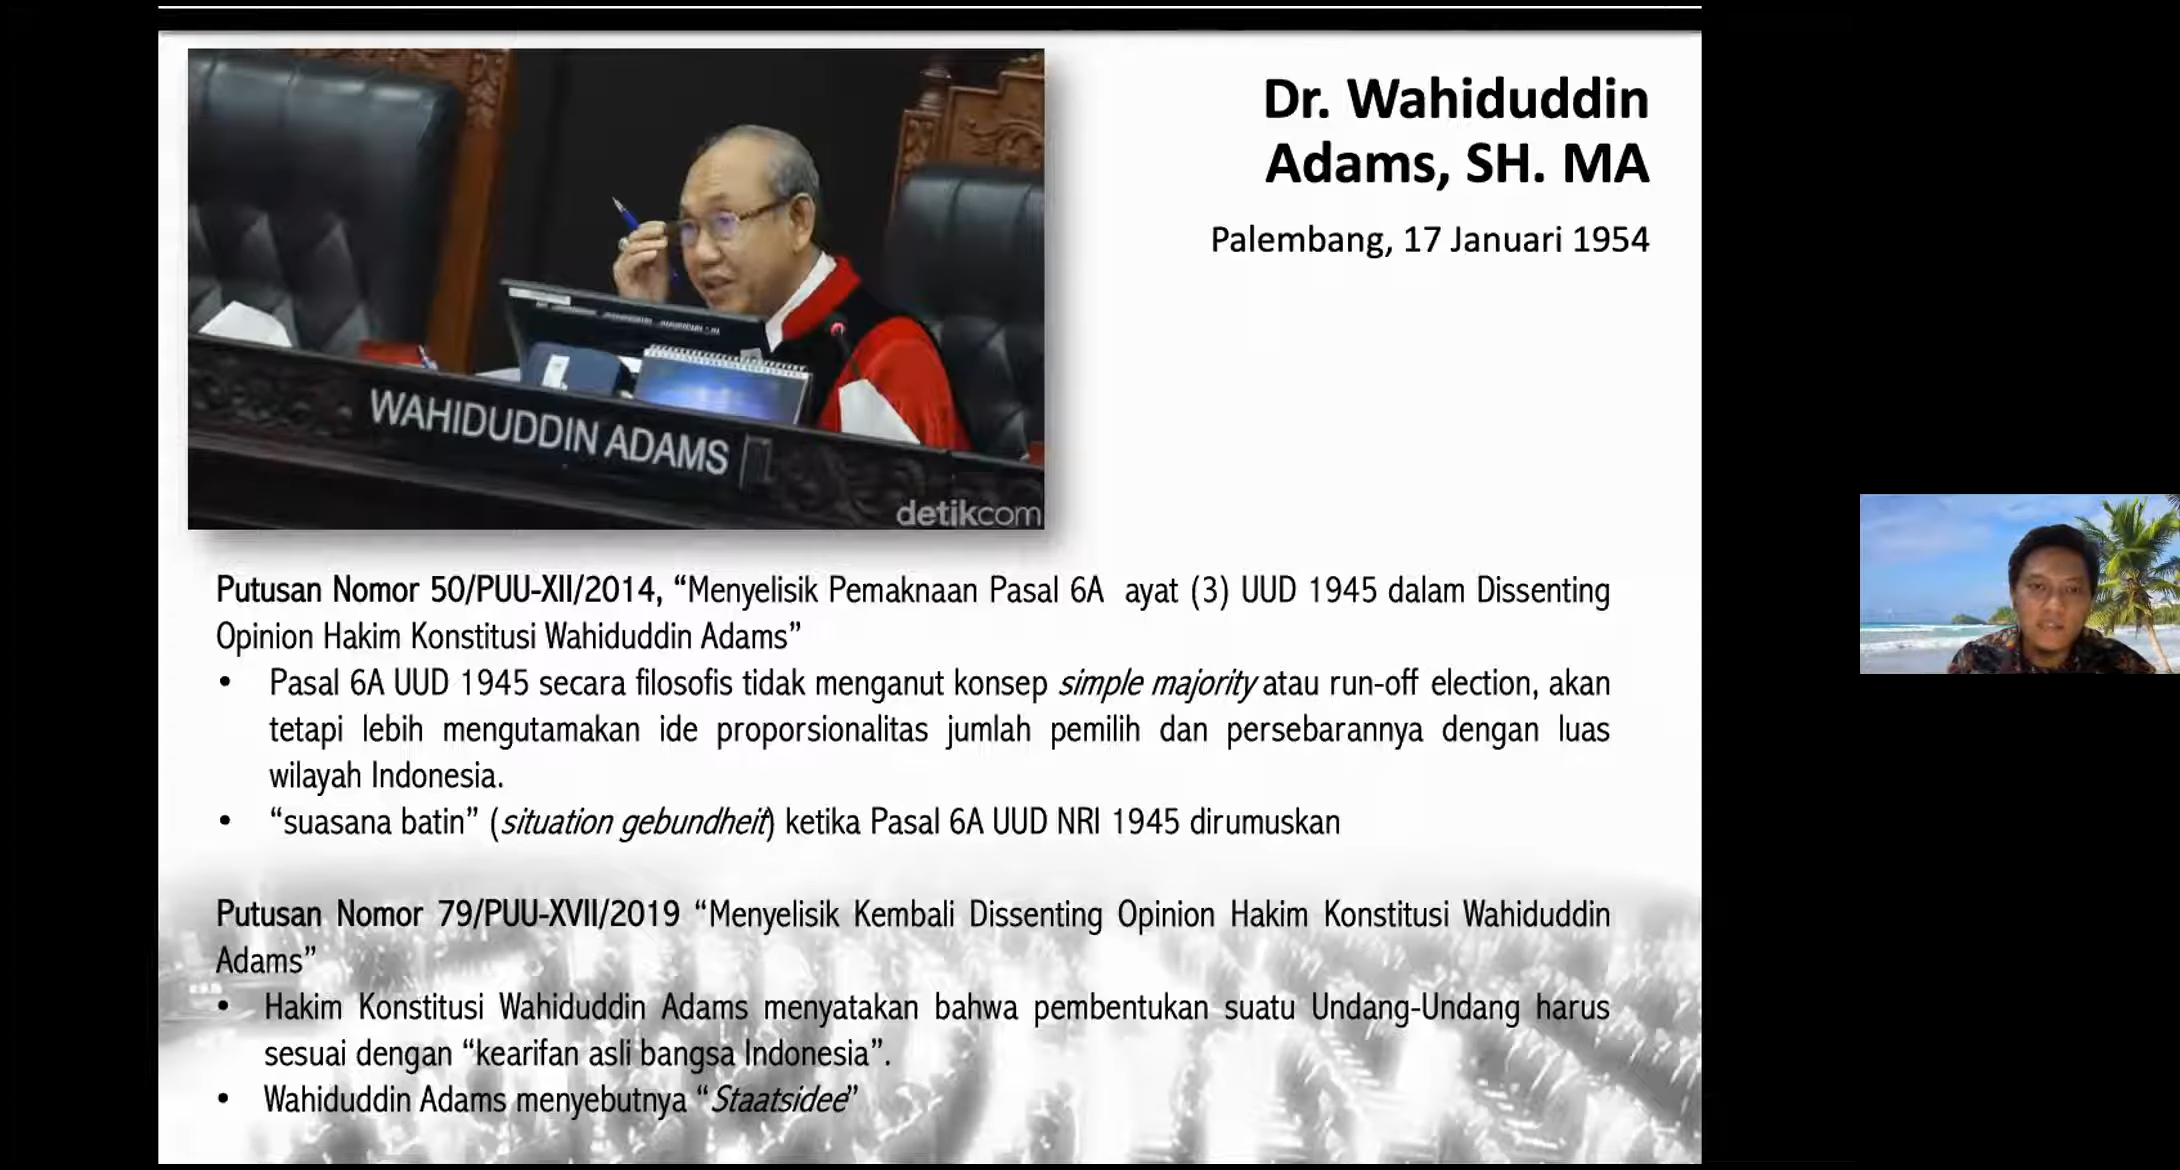 Dr. Wahiduddin
Adams, SH. MA
Palembang, 17 Januari 1954
WAHIDUDDIN ADAMS
detikcom
Putusan Nomor 50/PUU-XII/2014, “Menyelisik Pemaknaan Pasal 6A ayat (3) UUD 1945 dalam Dissenting
Opinion Hakim Konstitusi Wahiduddin Adams”
• Pasal 6A UUD 1945 secara filosofis tidak menganut konsep simple majority atau run-off election, akan
tetapi lebih mengutamakan ide proporsionalitas jumlah pemilih dan persebarannya dengan luas
wilayah Indonesia.
• “suasana batin” (situation gebundheit) ketika Pasal 6A UUD NRI 1945 dirumuskan
Putusan Nomor 79/PUU-XVII/2019 “Menyelisik Kembali Dissenting Opinion Hakim Konstitusi Wahiduddin
Adams”
• Hakim Konstitusi Wahiduddin Adams menyatakan bahwa pembentukan suatu Undang-Undang harus
sesuai dengan “kearifan asli bangsa Indonesia”.
• Wahiduddin Adams menyebutnya “Staatsidee”